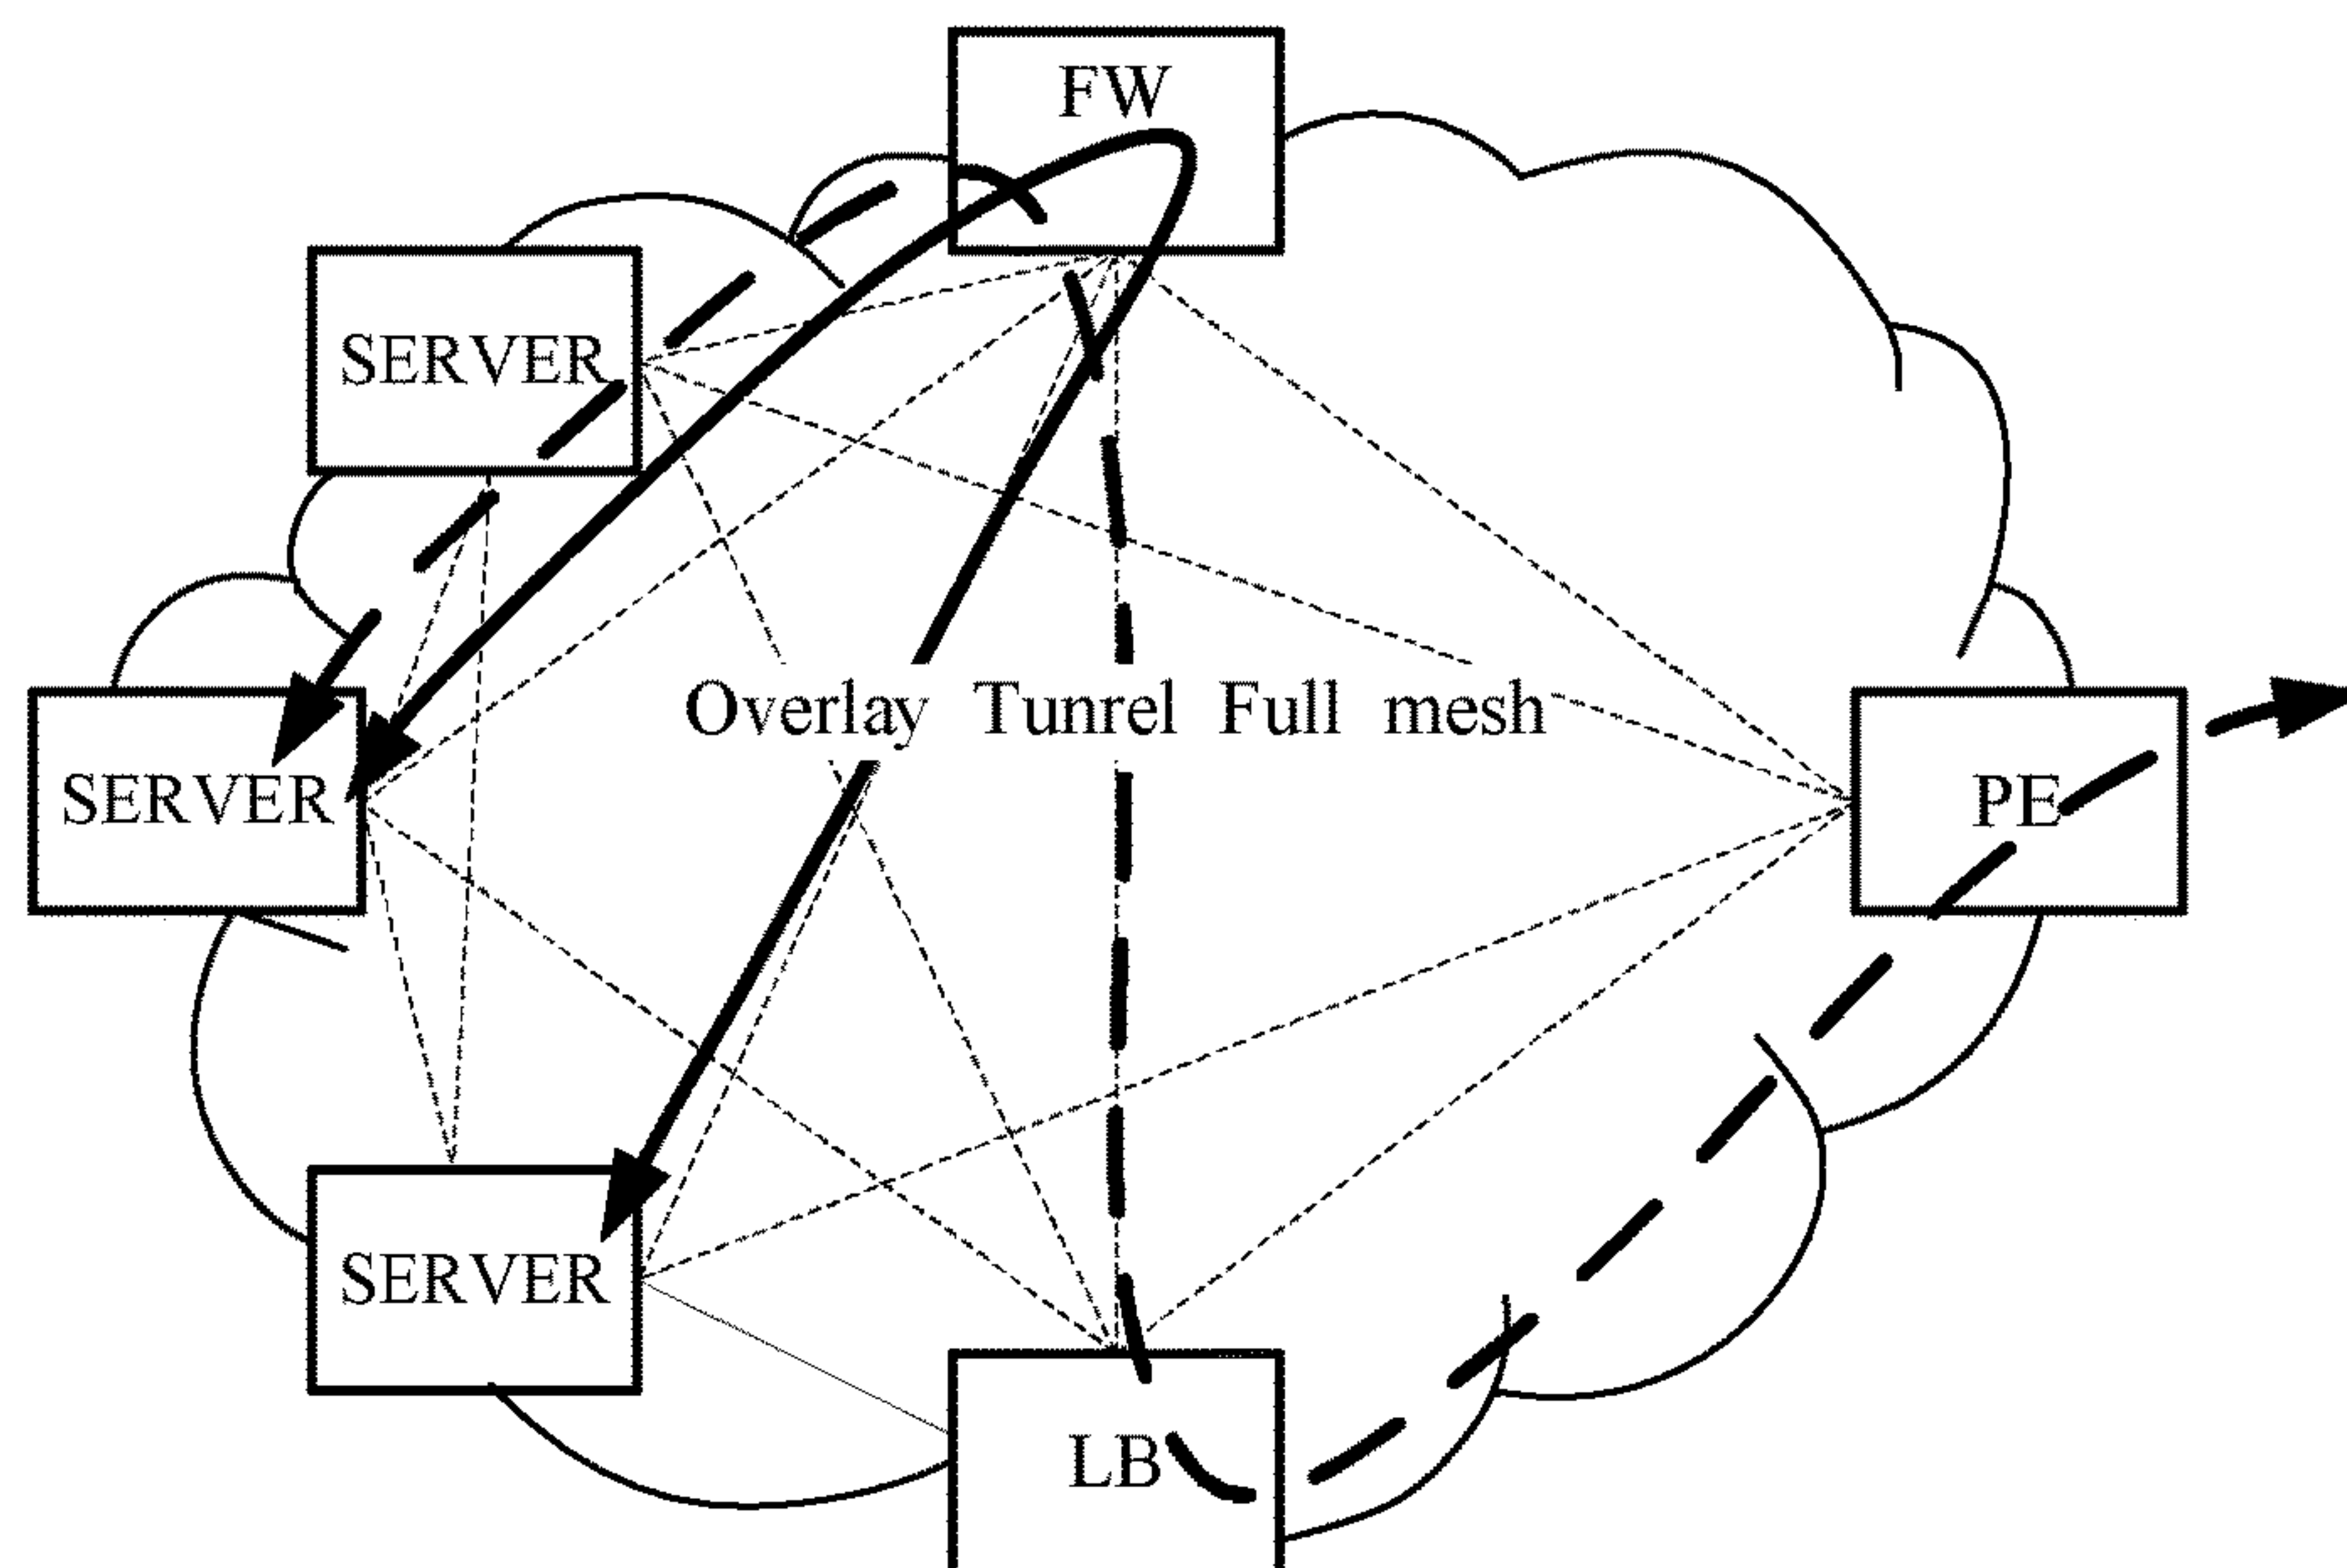 FW
SERVER
Overlay Tunrel Full mesh
SERVER
PE
SERVER
LB